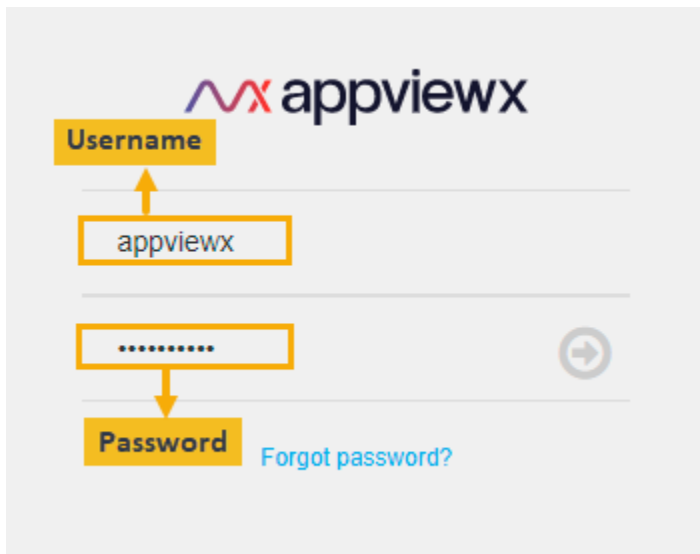 appviewx
Username
appviewx
••••••••••
Password
Forgot password?